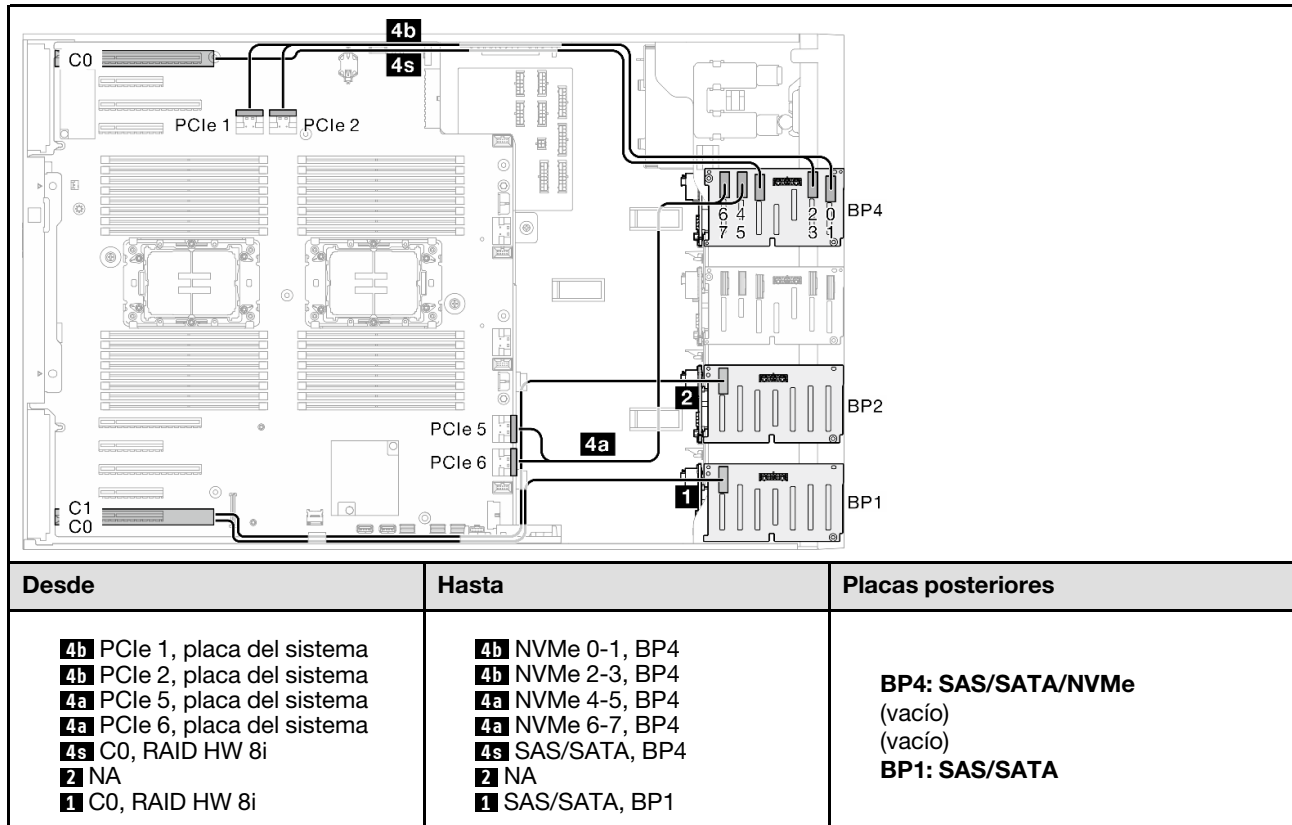 4b
4s
C0
PCIe 1
PCIe 2
6 4 2 0
7 5 3 1
BP4
2
BP2
PCIe 5
4a
PCIe 6
1
BP1
C1
C0
Desde
Hasta
Placas posteriores
4b PCIe 1, placa del sistema
4b PCIe 2, placa del sistema
4a PCIe 5, placa del sistema
4a PCIe 6, placa del sistema
4s C0, RAID HW 8i
2 NA
1 C0, RAID HW 8i
4b NVMe 0-1, BP4
4b NVMe 2-3, BP4
4a NVMe 4-5, BP4
4a NVMe 6-7, BP4
4s SAS/SATA, BP4
2 NA
1 SAS/SATA, BP1
BP4: SAS/SATA/NVMe
(vacío)
(vacío)
BP1: SAS/SATA